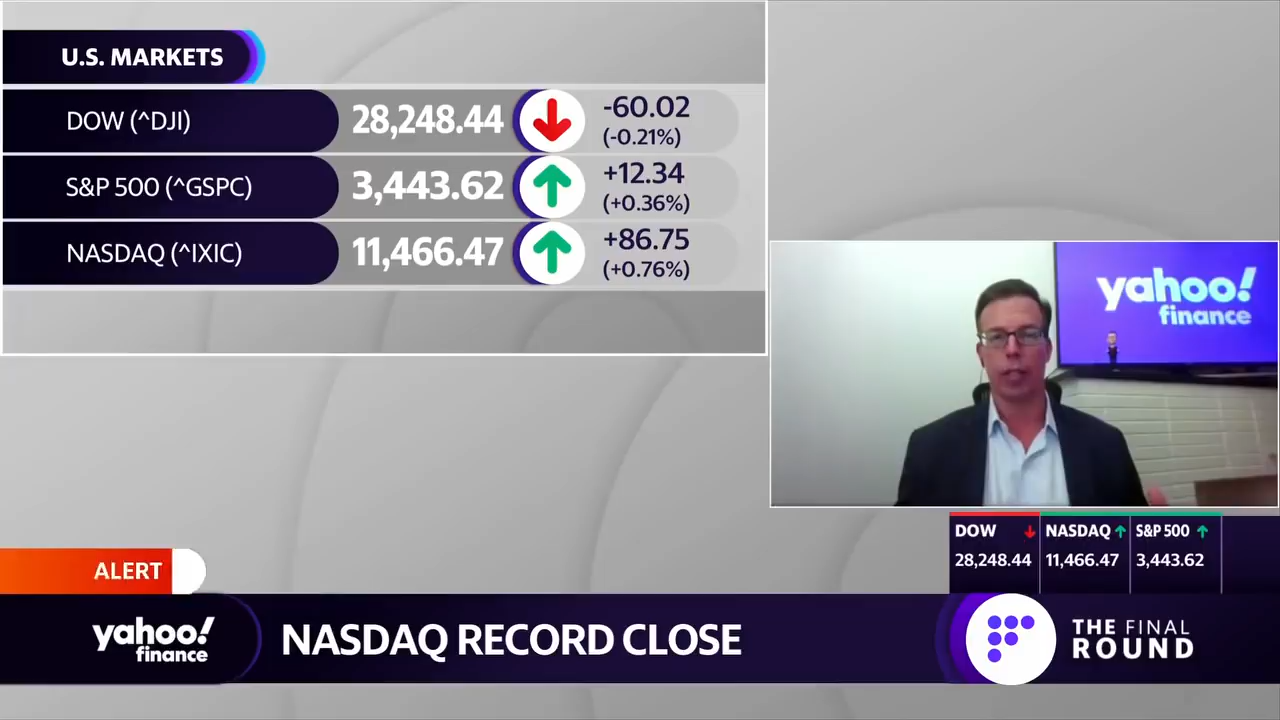 U.S. MARKETS
DOW (^DJI) 28,248.44 -60.02 (-0.21%)
S&P 500 (^GSPC) 3,443.62 +12.34 (+0.36%)
NASDAQ (^IXIC) 11,466.47 +86.75 (+0.76%)
yahoo!
finance
DOW NASDAQ S&P 500
28,248.44 11,466.47 3,443.62
ALERT
yahoo!
finance
NASDAQ RECORD CLOSE
THE FINAL
ROUND